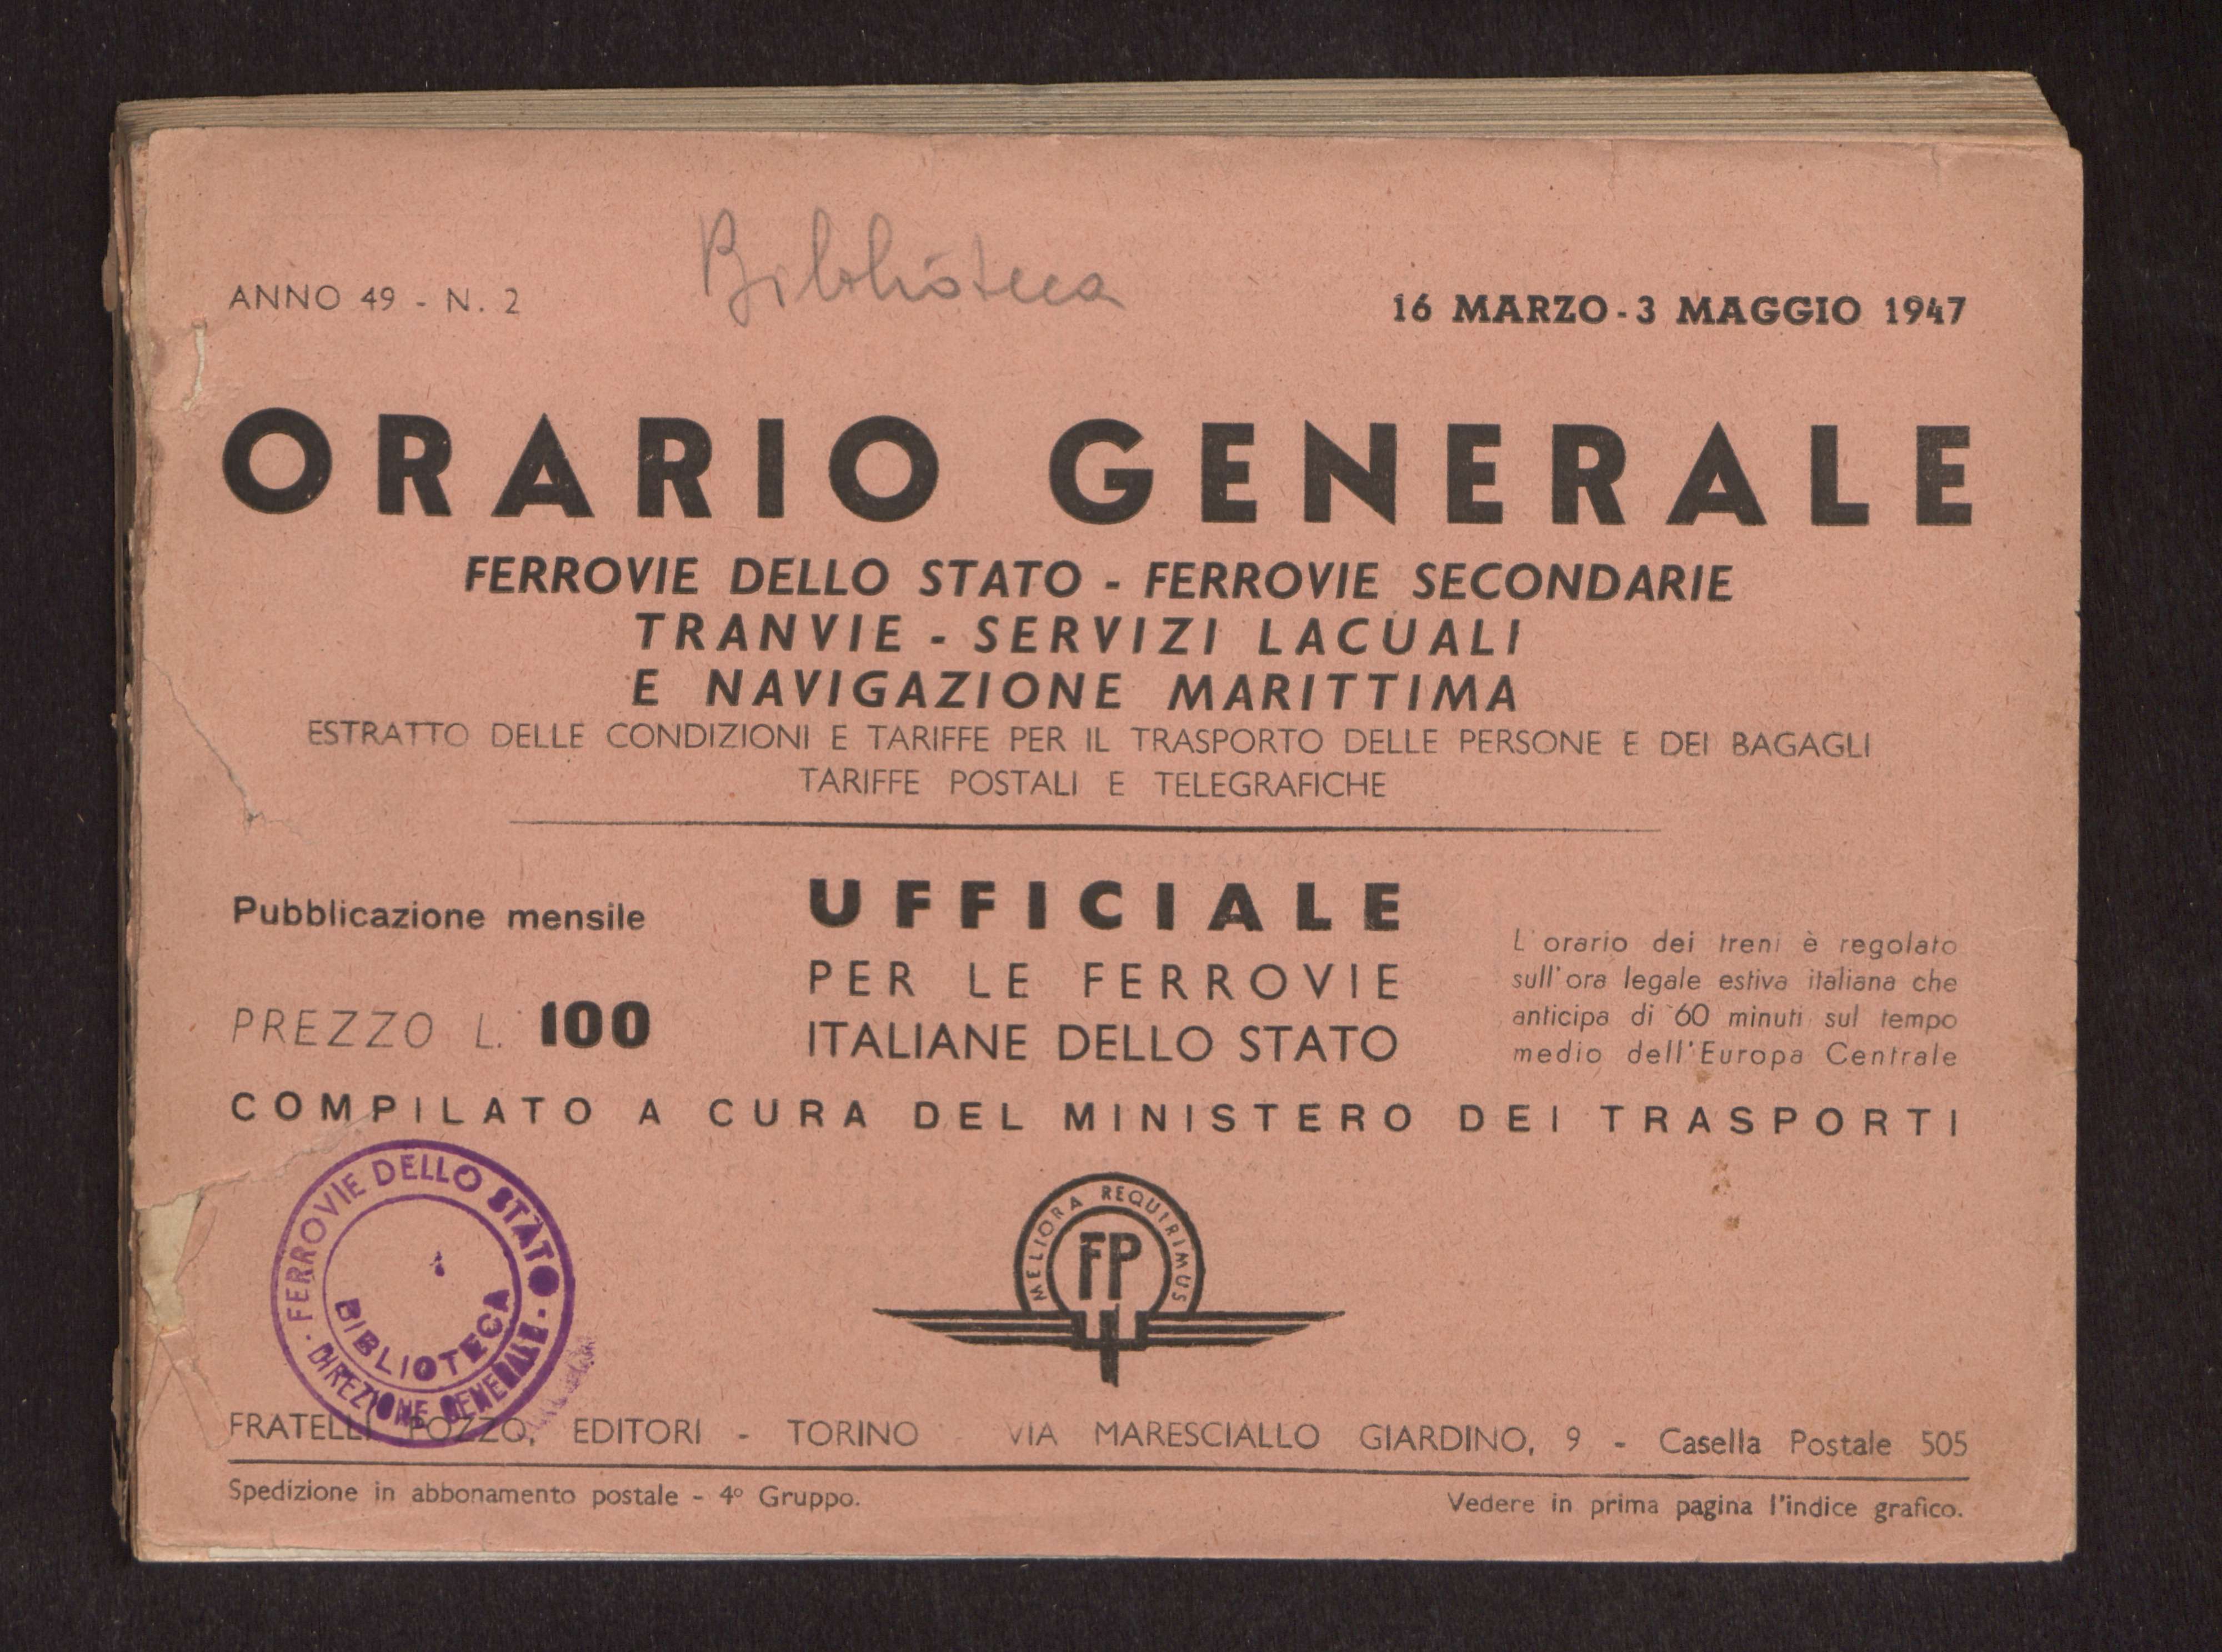 Biblioteca
ANNO 49 - N. 2
16 MARZO - 3 MAGGIO 1947
ORARIO GENERALE
FERROVIE DELLO STATO - FERROVIE SECONDARIE
TRANVIE - SERVIZI LACUALI
E NAVIGAZIONE MARITTIMA
ESTRATTO DELLE CONDIZIONI E TARIFFE PER IL TRASPORTO DELLE PERSONE E DEI BAGAGLI
TARIFFE POSTALI E TELEGRAFICHE
Pubblicazione mensile
PREZZO L. 100
UFFICIALE
PER LE FERROVIE
ITALIANE DELLO STATO
L'orario dei treni è regolato
sull'ora legale estiva italiana che
anticipa di 60 minuti sul tempo
medio dell'Europa Centrale
COMPILATO A CURA DEL MINISTERO DEI TRASPORTI
FERROVIE DELLO STATO
BIBLIOTECA
DIREZIONE GENERALE
MELIORA REQUIRIMUS
FP
FRATELLI POZZO, EDITORI - TORINO - VIA MARESCIALLO GIARDINO, 9 - Casella Postale 505
Spedizione in abbonamento postale - 4º Gruppo.
Vedere in prima pagina l'indice grafico.